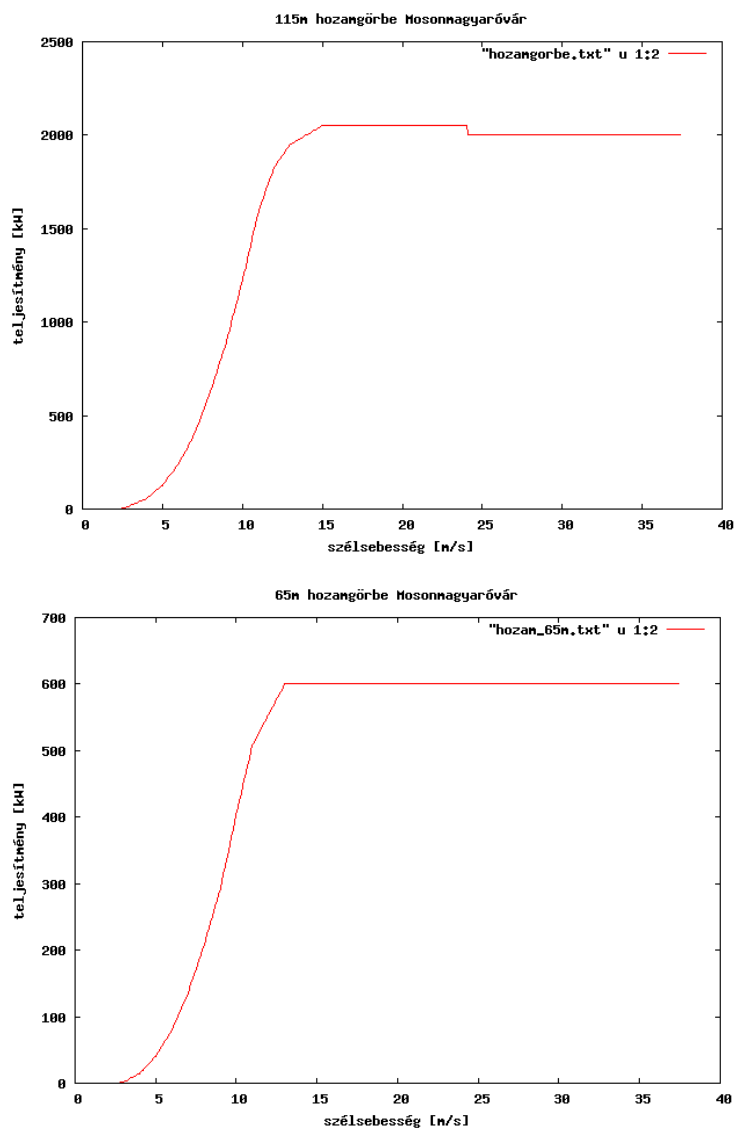 115m hozamgörbe Mosonmagyaróvár
2500
2000
1500
1000
500
0
"hozamgorbe.txt" u 1:2
teljesítmény [kW]
0 5 10 15 20 25 30 35 40
szélsebesség [m/s]
65m hozamgörbe Mosonmagyaróvár
700
600
500
400
300
200
100
0
"hozam_65m.txt" u 1:2
teljesítmény [kW]
0 5 10 15 20 25 30 35 40
szélsebesség [m/s]